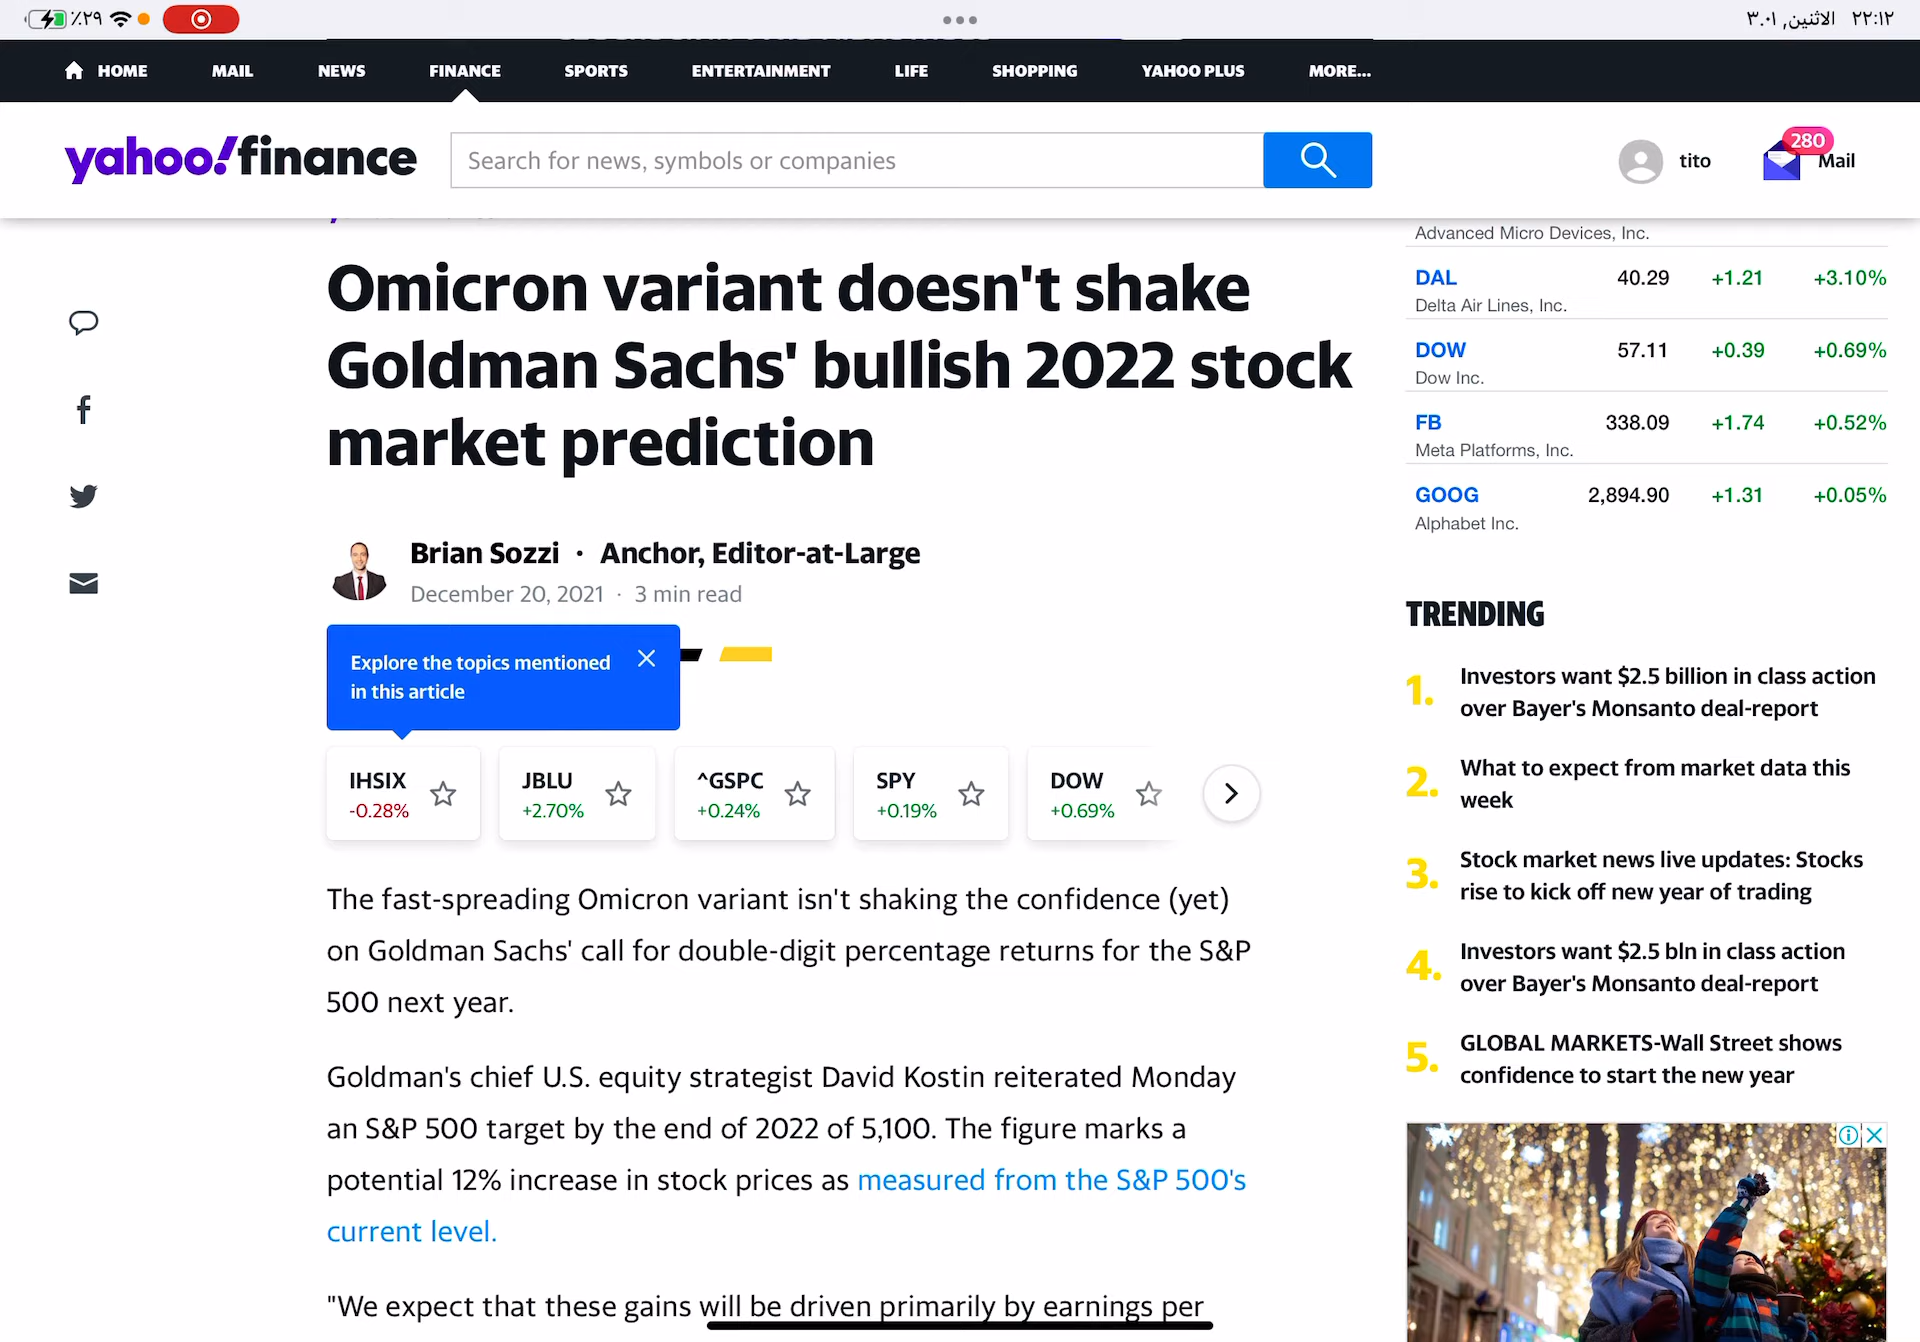 ٪٢٩
٢٢:١٢ الاثنين, ٣٠٠١
HOME MAIL NEWS FINANCE SPORTS ENTERTAINMENT LIFE SHOPPING YAHOO PLUS MORE...
yahoo!finance
Search for news, symbols or companies
tito
280
Mail
Omicron variant doesn't shake
Goldman Sachs' bullish 2022 stock
market prediction
Brian Sozzi · Anchor, Editor-at-Large
December 20, 2021 · 3 min read
Explore the topics mentioned
in this article
IHSIX JBLU ^GSPC SPY DOW
-0.28% +2.70% +0.24% +0.19% +0.69%
The fast-spreading Omicron variant isn't shaking the confidence (yet)
on Goldman Sachs' call for double-digit percentage returns for the S&P
500 next year.
Goldman's chief U.S. equity strategist David Kostin reiterated Monday
an S&P 500 target by the end of 2022 of 5,100. The figure marks a
potential 12% increase in stock prices as measured from the S&P 500's
current level.
"We expect that these gains will be driven primarily by earnings per
Advanced Micro Devices, Inc.
DAL 40.29 +1.21 +3.10%
Delta Air Lines, Inc.
DOW 57.11 +0.39 +0.69%
Dow Inc.
FB 338.09 +1.74 +0.52%
Meta Platforms, Inc.
GOOG 2,894.90 +1.31 +0.05%
Alphabet Inc.
TRENDING
1. Investors want $2.5 billion in class action
over Bayer's Monsanto deal-report
2. What to expect from market data this
week
3. Stock market news live updates: Stocks
rise to kick off new year of trading
4. Investors want $2.5 bln in class action
over Bayer's Monsanto deal-report
5. GLOBAL MARKETS-Wall Street shows
confidence to start the new year